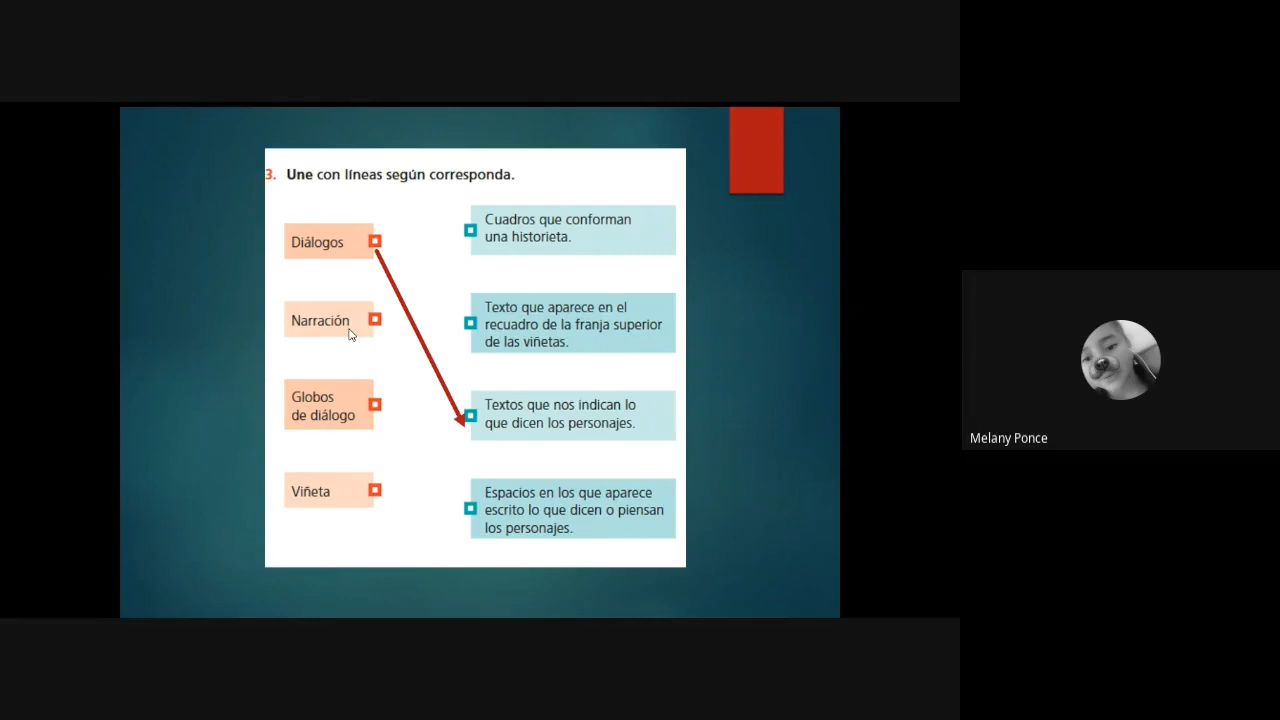 3. Une con líneas según corresponda.
Diálogos
Narración
Globos
de diálogo
Viñeta
Cuadros que conforman
una historieta.
Texto que aparece en el
recuadro de la franja superior
de las viñetas.
Textos que nos indican lo
que dicen los personajes.
Espacios en los que aparece
escrito lo que dicen o piensan
los personajes.
Melany Ponce